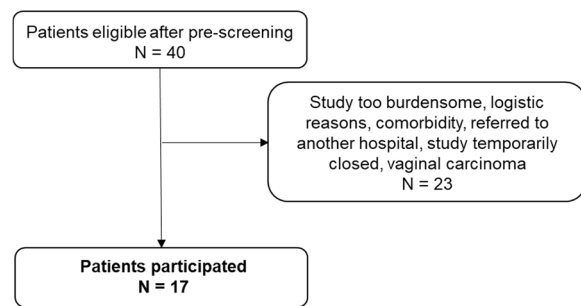 Patients eligible after pre-screening
N = 40
Study too burdensome, logistic
reasons, comorbidity, referred to
another hospital, study temporarily
closed, vaginal carcinoma
N = 23
Patients participated
N = 17